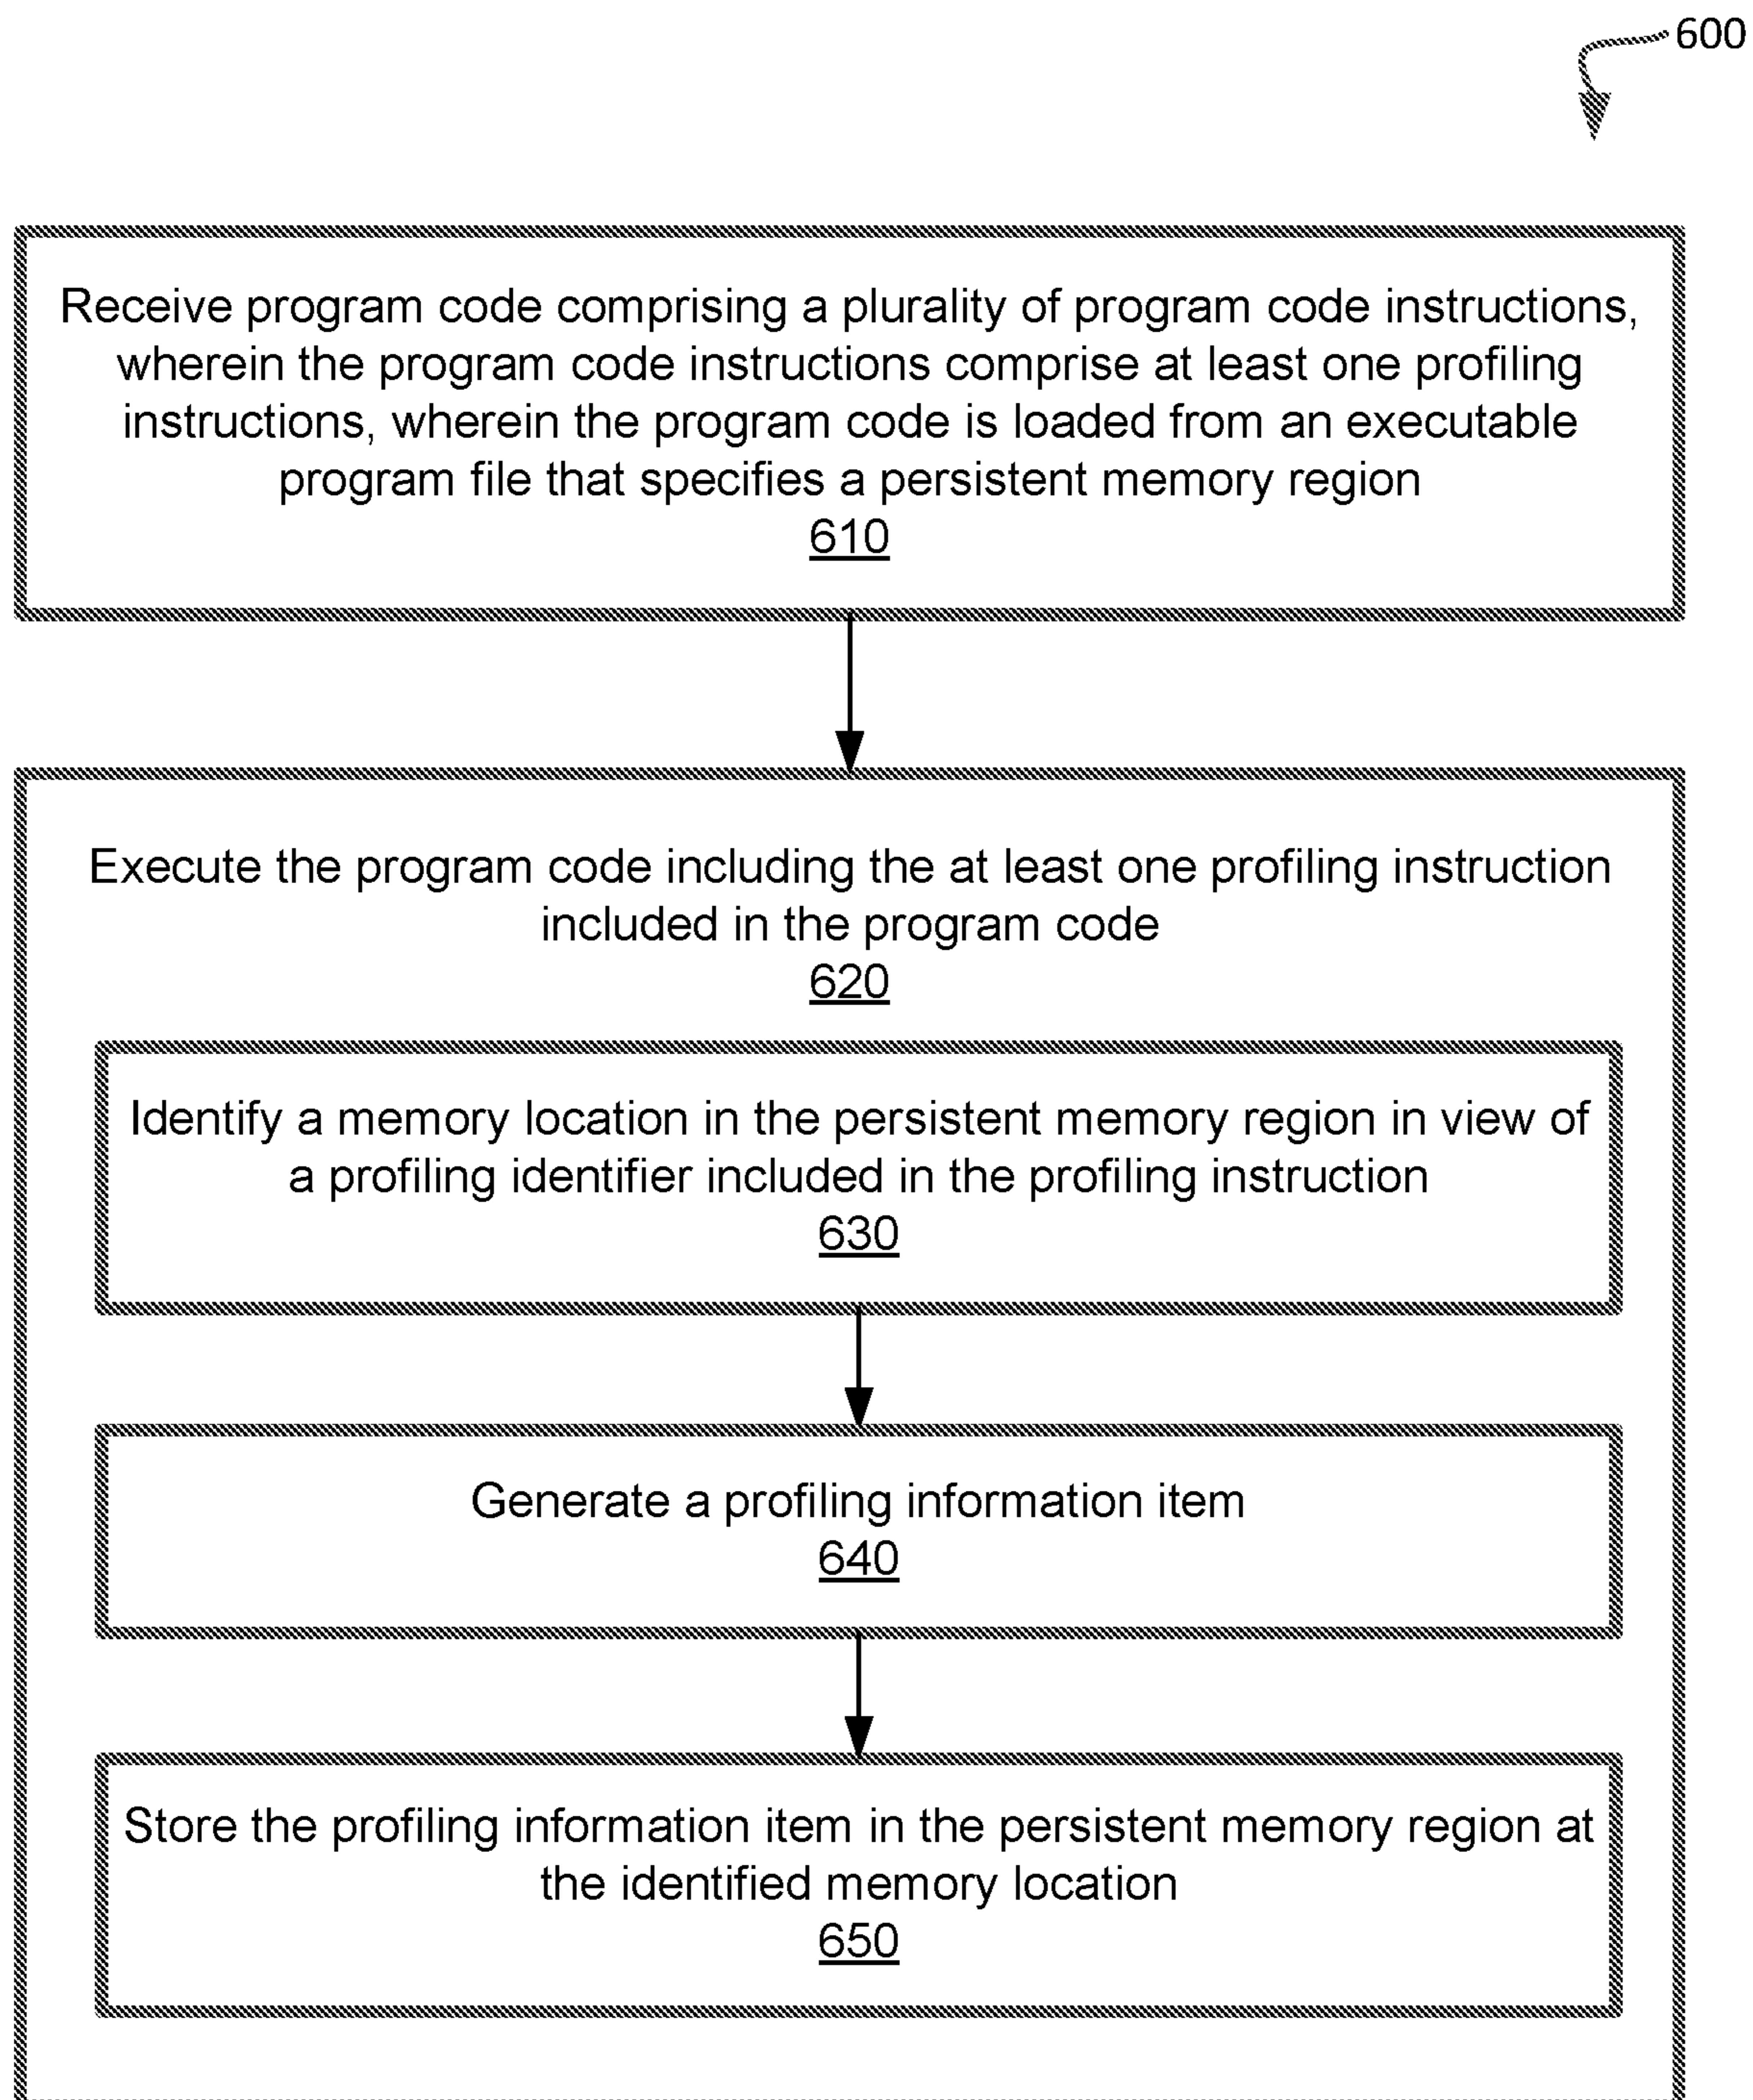 600
Receive program code comprising a plurality of program code instructions,
wherein the program code instructions comprise at least one profiling
instructions, wherein the program code is loaded from an executable
program file that specifies a persistent memory region
610
Execute the program code including the at least one profiling instruction
included in the program code
620
Identify a memory location in the persistent memory region in view of
a profiling identifier included in the profiling instruction
630
Generate a profiling information item
640
Store the profiling information item in the persistent memory region at
the identified memory location
650